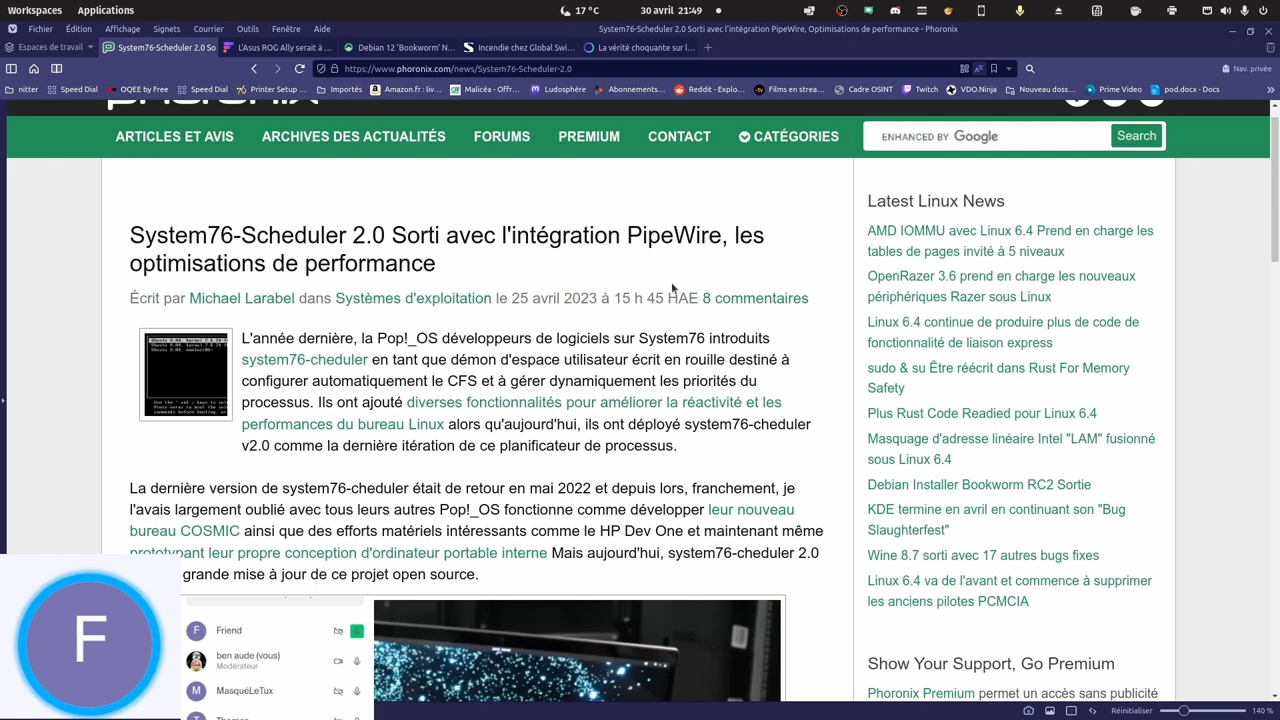 Workspaces Applications
17 °C 30 avril 21:49
Fichier Édition Affichage Signets Courrier Outils Fenêtre Aide
System76-Scheduler 2.0 Sorti avec l'intégration PipeWire, Optimisations de performance - Phoronix
Espaces de travail System76-Scheduler 2.0 So L'Asus ROG Ally serait à Debian 12 'Bookworm' N Incendie chez Global Swi La vérité choquante sur l
https://www.phoronix.com/news/System76-Scheduler-2.0
Nav. privée
nitter Speed Dial OQEE by Free Speed Dial Printer Setup ... Importés Amazon.fr : livr... Malicéa - Offr... Ludosphère Abonnements... Reddit - Explo... Films en strea... Cadre OSINT Twitch VDO.Ninja Nouveau doss... Pearltrees pod.docx - Docs
ARTICLES ET AVIS ARCHIVES DES ACTUALITÉS FORUMS PREMIUM CONTACT CATÉGORIES
ENHANCED BY Google Search
System76-Scheduler 2.0 Sorti avec l'intégration PipeWire, les
optimisations de performance
Écrit par Michael Larabel dans Systèmes d'exploitation le 25 avril 2023 à 15 h 45 HAE 8 commentaires
L'année dernière, la Pop!_OS développeurs de logiciels sur System76 introduits
system76-cheduler en tant que démon d'espace utilisateur écrit en rouille destiné à
configurer automatiquement le CFS et à gérer dynamiquement les priorités du
processus. Ils ont ajouté diverses fonctionnalités pour améliorer la réactivité et les
performances du bureau Linux alors qu'aujourd'hui, ils ont déployé system76-cheduler
v2.0 comme la dernière itération de ce planificateur de processus.
La dernière version de system76-cheduler était de retour en mai 2022 et depuis lors, franchement, je
l'avais largement oublié avec tous leurs autres Pop!_OS fonctionne comme développer leur nouveau
bureau COSMIC ainsi que des efforts matériels intéressants comme le HP Dev One et maintenant même
prototypant leur propre conception d'ordinateur portable interne Mais aujourd'hui, system76-cheduler 2.0
grande mise à jour de ce projet open source.
F
F Friend
ben aude (vous)
Modérateur
M MasquéLeTux
Latest Linux News
AMD IOMMU avec Linux 6.4 Prend en charge les
tables de pages invité à 5 niveaux
OpenRazer 3.6 prend en charge les nouveaux
périphériques Razer sous Linux
Linux 6.4 continue de produire plus de code de
fonctionnalité de liaison express
sudo & su Être réécrit dans Rust For Memory
Safety
Plus Rust Code Readied pour Linux 6.4
Masquage d'adresse linéaire Intel "LAM" fusionné
sous Linux 6.4
Debian Installer Bookworm RC2 Sortie
KDE termine en avril en continuant son "Bug
Slaughterfest"
Wine 8.7 sorti avec 17 autres bugs fixes
Linux 6.4 va de l'avant et commence à supprimer
les anciens pilotes PCMCIA
Show Your Support, Go Premium
Phoronix Premium permet un accès sans publicité
Réinitialiser 140 %